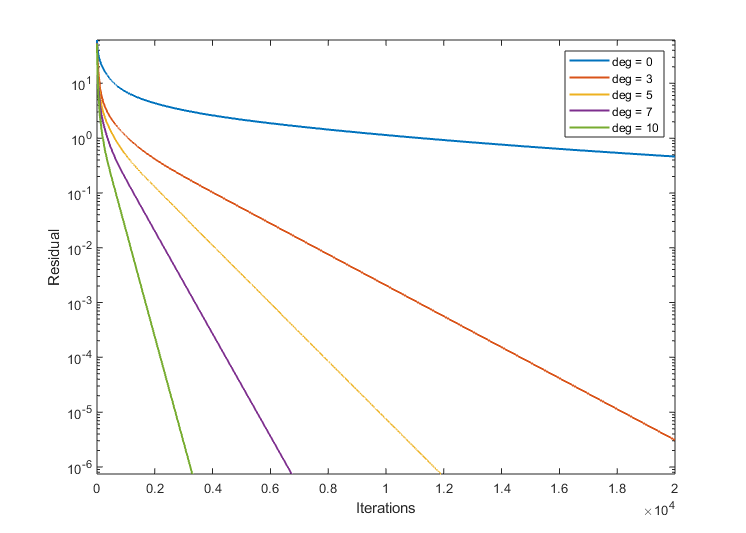 deg = 0
deg = 3
deg = 5
deg = 7
deg = 10
10^1
10^0
10^-1
10^-2
10^-3
10^-4
10^-5
10^-6
Residual
0 0.2 0.4 0.6 0.8 1 1.2 1.4 1.6 1.8 2
Iterations
×10^4